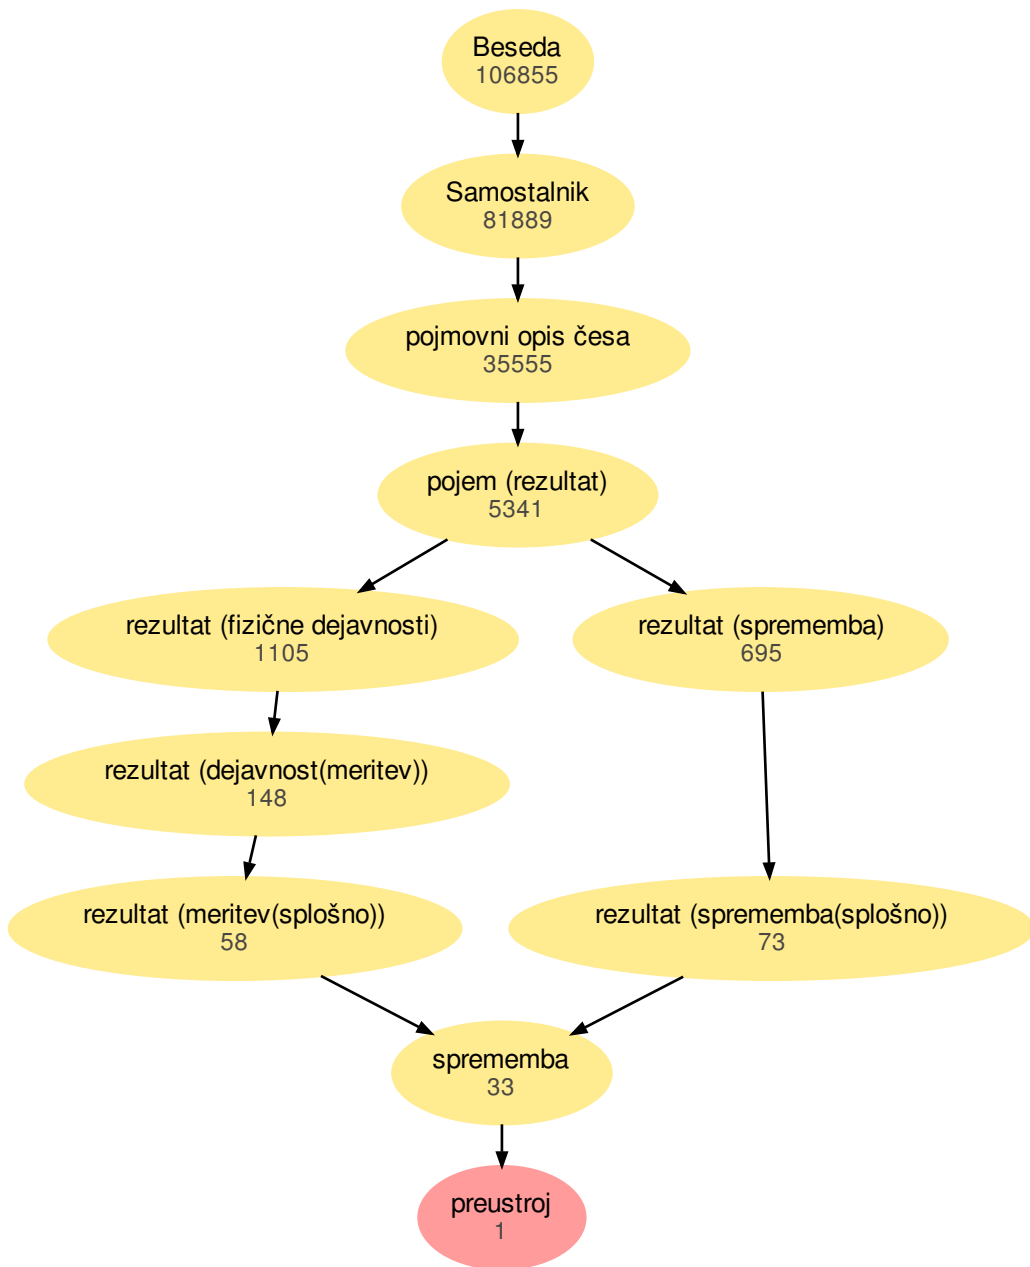 Beseda
106855
Samostalnik
81889
pojmovni opis česa
35555
pojem (rezultat)
5341
rezultat (fizične dejavnosti)
1105
rezultat (sprememba)
695
rezultat (dejavnost(meritev))
148
rezultat (meritev(splošno))
58
rezultat (sprememba(splošno))
73
sprememba
33
preustroj
1